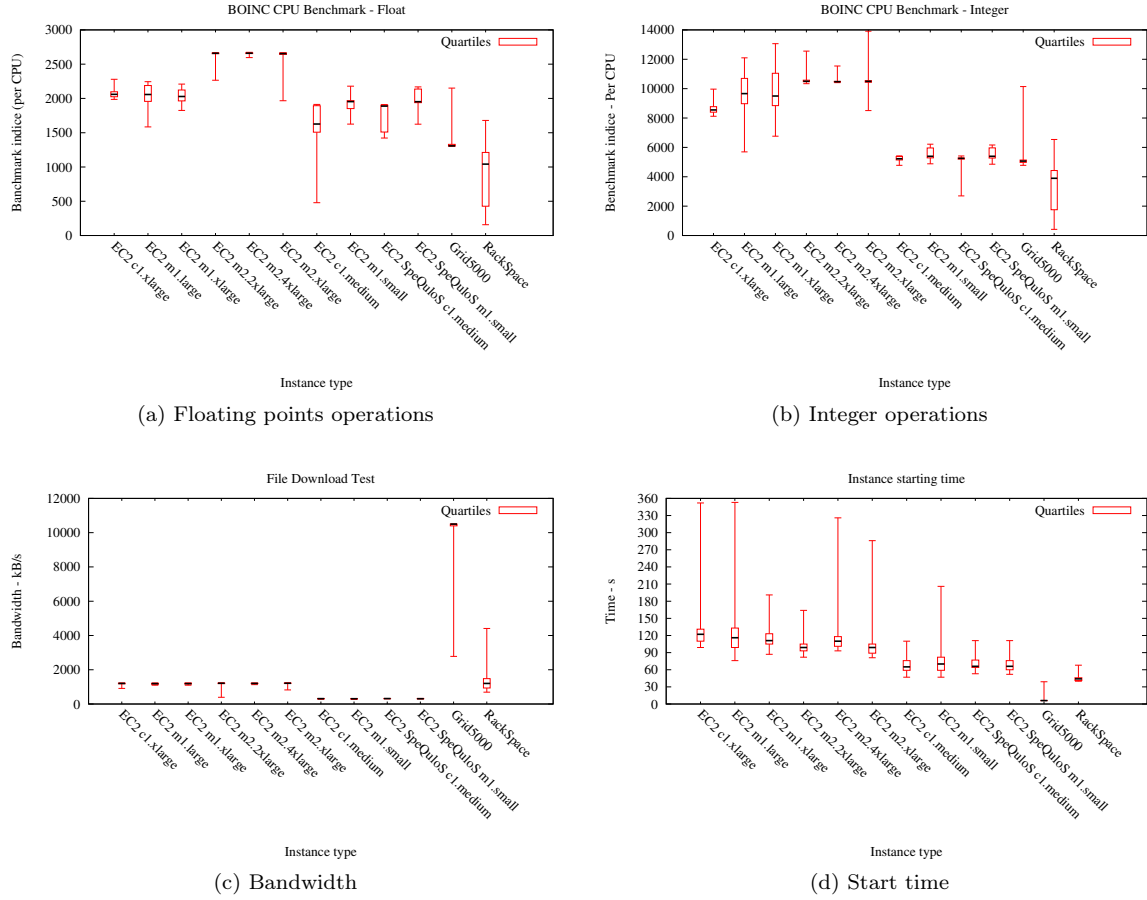 BOINC CPU Benchmark - Float
Banchmark indice (per CPU)
3000
2500
2000
1500
1000
500
0
Quartiles
EC2 c1.xlarge
EC2 m1.large
EC2 m1.xlarge
EC2 m2.2xlarge
EC2 m2.4xlarge
EC2 m2.xlarge
EC2 c1.medium
EC2 m1.small
EC2 SpeQuloS c1.medium
EC2 SpeQuloS m1.small
Grid5000
RackSpace
Instance type
(a) Floating points operations
BOINC CPU Benchmark - Integer
Benchmark indice - Per CPU
14000
12000
10000
8000
6000
4000
2000
0
Quartiles
EC2 c1.xlarge
EC2 m1.large
EC2 m1.xlarge
EC2 m2.2xlarge
EC2 m2.4xlarge
EC2 m2.xlarge
EC2 c1.medium
EC2 m1.small
EC2 SpeQuloS c1.medium
EC2 SpeQuloS m1.small
Grid5000
RackSpace
Instance type
(b) Integer operations
File Download Test
Bandwidth - kB/s
12000
10000
8000
6000
4000
2000
0
Quartiles
EC2 c1.xlarge
EC2 m1.large
EC2 m1.xlarge
EC2 m2.2xlarge
EC2 m2.4xlarge
EC2 m2.xlarge
EC2 c1.medium
EC2 m1.small
EC2 SpeQuloS c1.medium
EC2 SpeQuloS m1.small
Grid5000
RackSpace
Instance type
(c) Bandwidth
Instance starting time
Time - s
360
330
300
270
240
210
180
150
120
90
60
30
0
Quartiles
EC2 c1.xlarge
EC2 m1.large
EC2 m1.xlarge
EC2 m2.2xlarge
EC2 m2.4xlarge
EC2 m2.xlarge
EC2 c1.medium
EC2 m1.small
EC2 SpeQuloS c1.medium
EC2 SpeQuloS m1.small
Grid5000
RackSpace
Instance type
(d) Start time